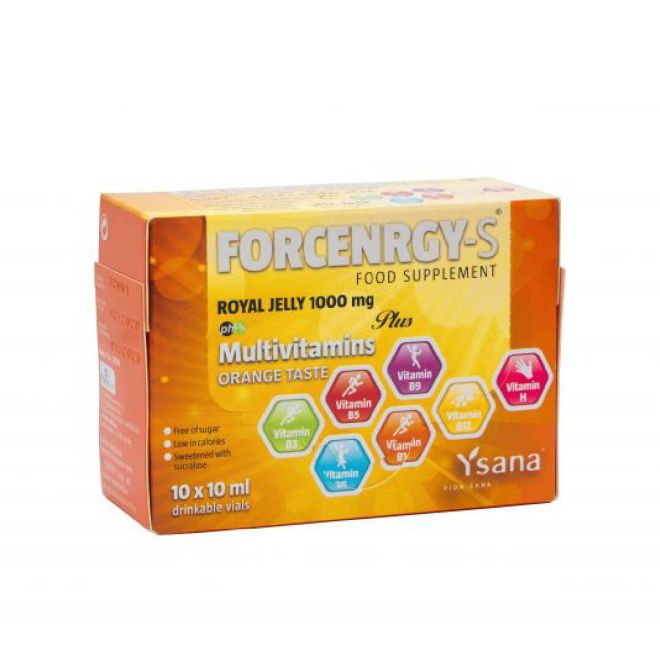 FORCENRGY-S®
FOOD SUPPLEMENT
ROYAL JELLY 1000 mg
Plus
Multivitamins
ORANGE TASTE
Vitamin B3
Vitamin B5
Vitamin B9
Vitamin B12
Vitamin H
Vitamin
Vitamin B1
Free of sugar
Low in calories
Sweetened with
sucralose
10 x 10 ml
drinkable vials
Ysana
VIDA SANA